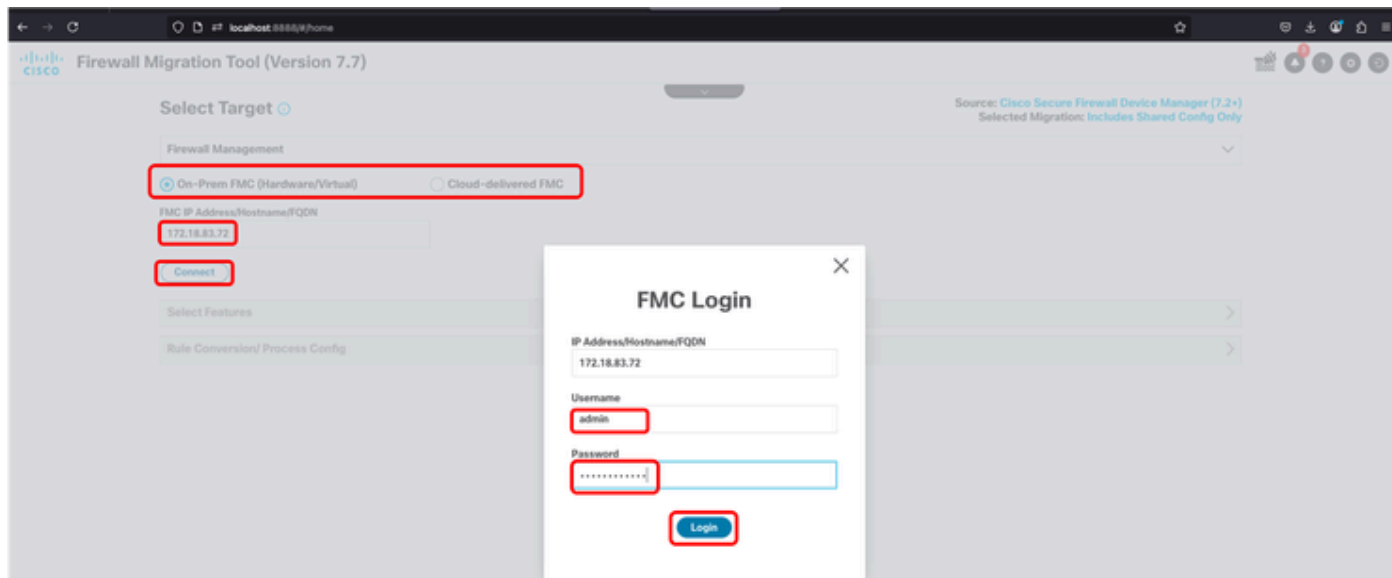 localhost:8888/#/home
CISCO
Firewall Migration Tool (Version 7.7)
3
Select Target
Source: Cisco Secure Firewall Device Manager (7.2+)
Selected Migration: Includes Shared Config Only
Firewall Management
On-Prem FMC (Hardware/Virtual)
Cloud-delivered FMC
FMC IP Address/Hostname/FQDN
172.18.83.72
Connect
Select Features
Rule Conversion/ Process Config
FMC Login
IP Address/Hostname/FQDN
172.18.83.72
Username
admin
Password
Login